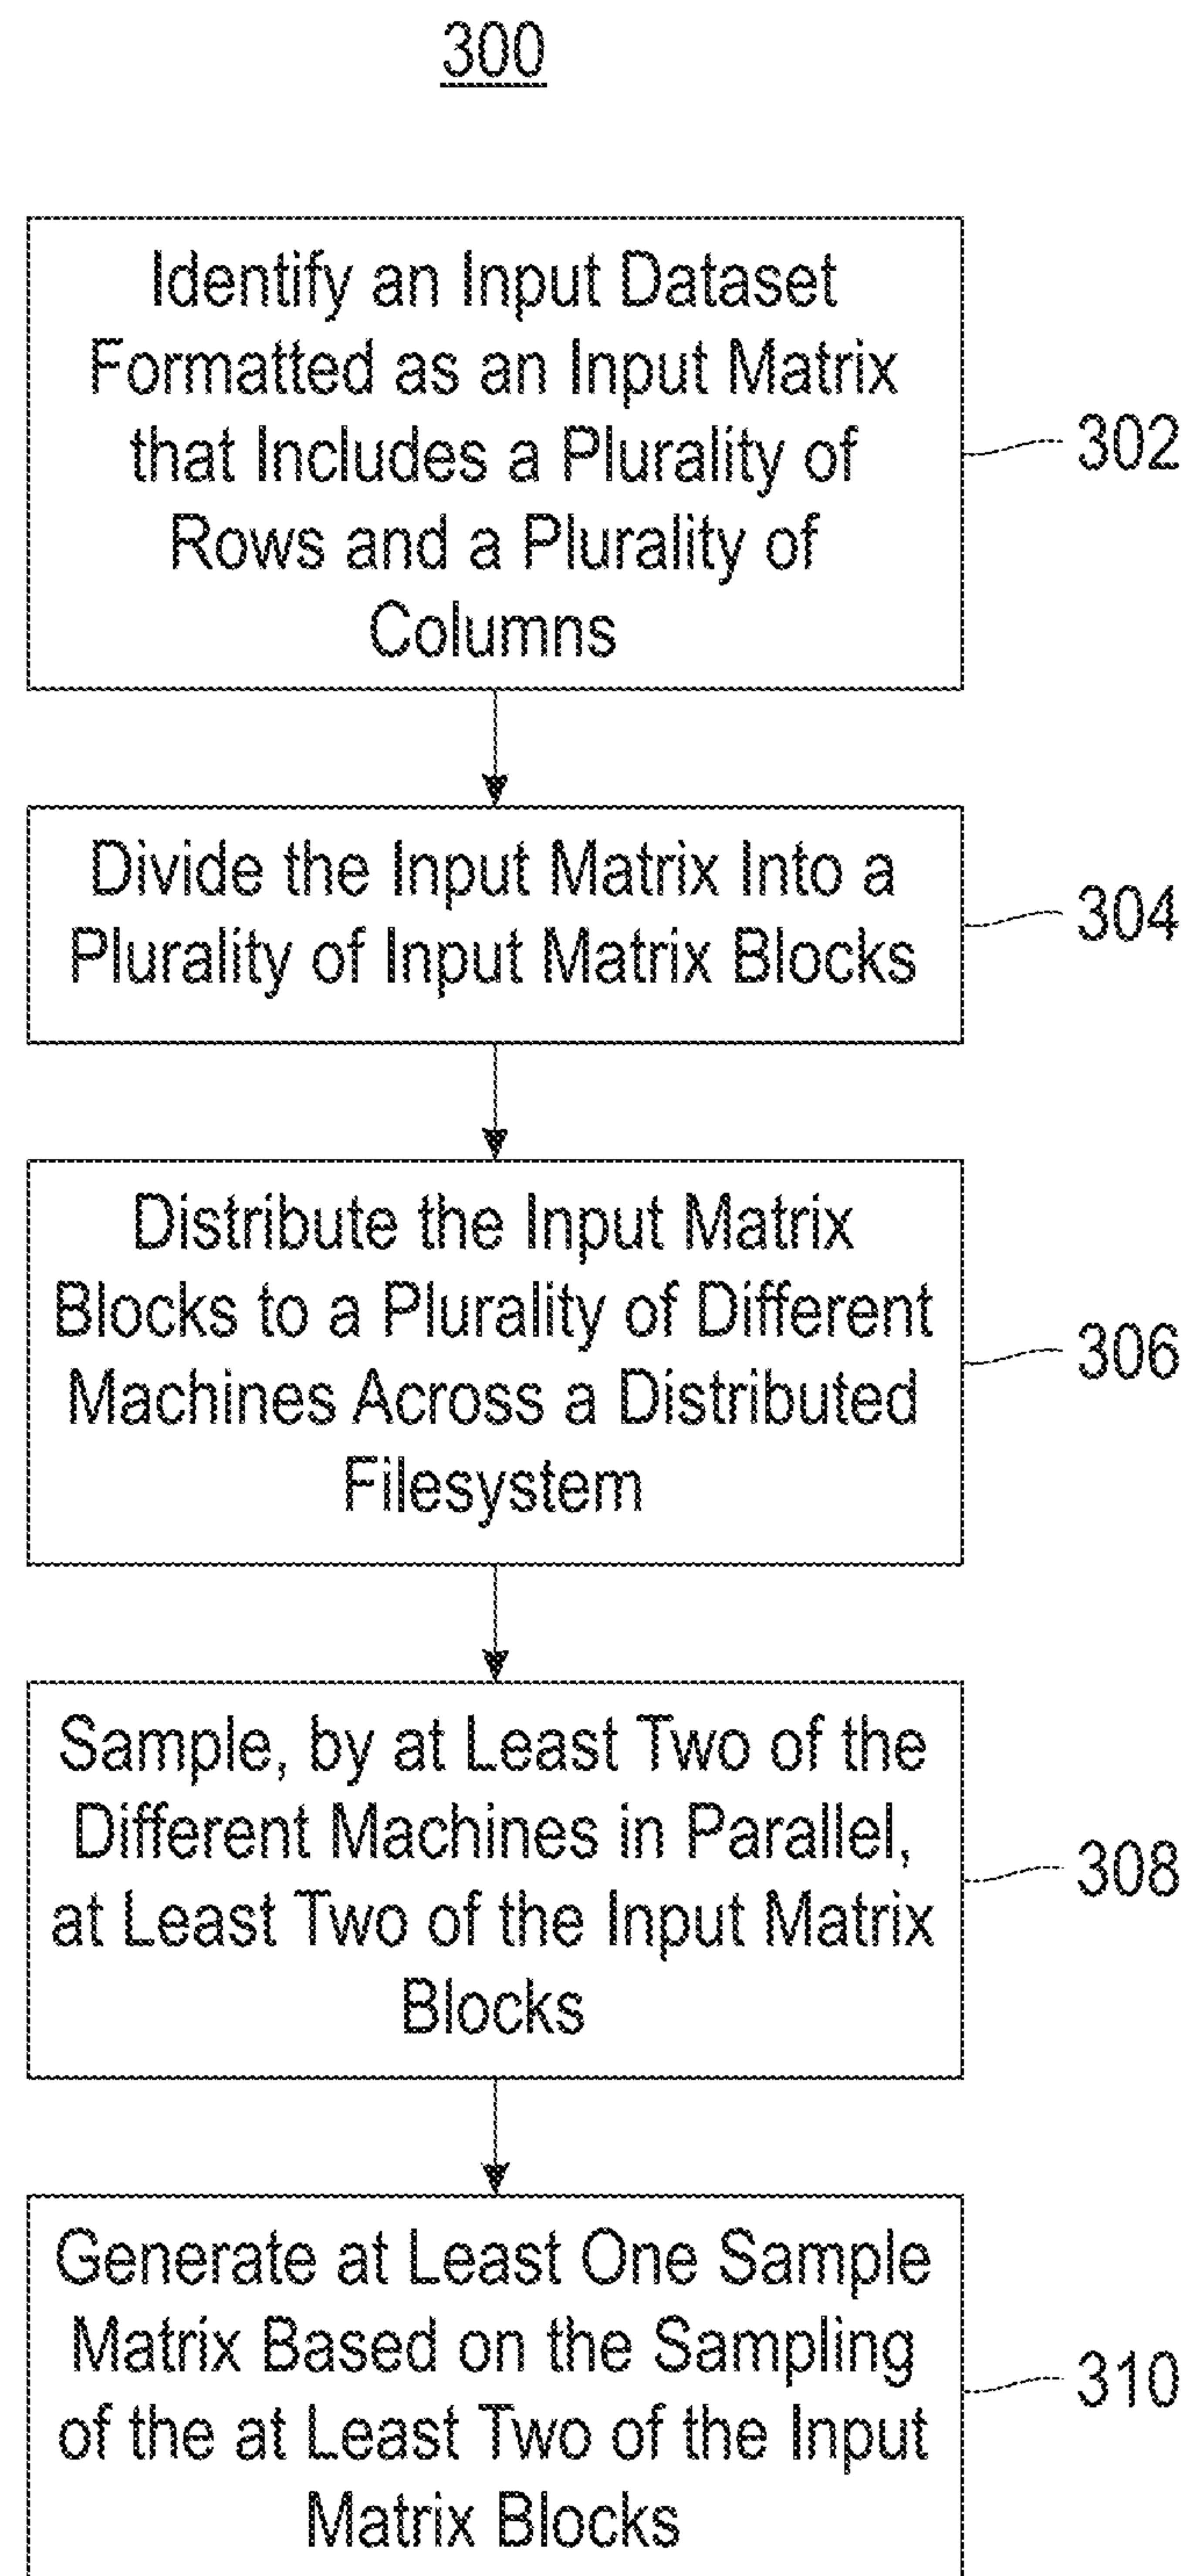 300
Identify an Input Dataset
Formatted as an Input Matrix
that Includes a Plurality of
Rows and a Plurality of
Columns
302
Divide the Input Matrix Into a
Plurality of Input Matrix Blocks
304
Distribute the Input Matrix
Blocks to a Plurality of Different
Machines Across a Distributed
Filesystem
306
Sample, by at Least Two of the
Different Machines in Parallel,
at Least Two of the Input Matrix
Blocks
308
Generate at Least One Sample
Matrix Based on the Sampling
of the at Least Two of the Input
Matrix Blocks
310